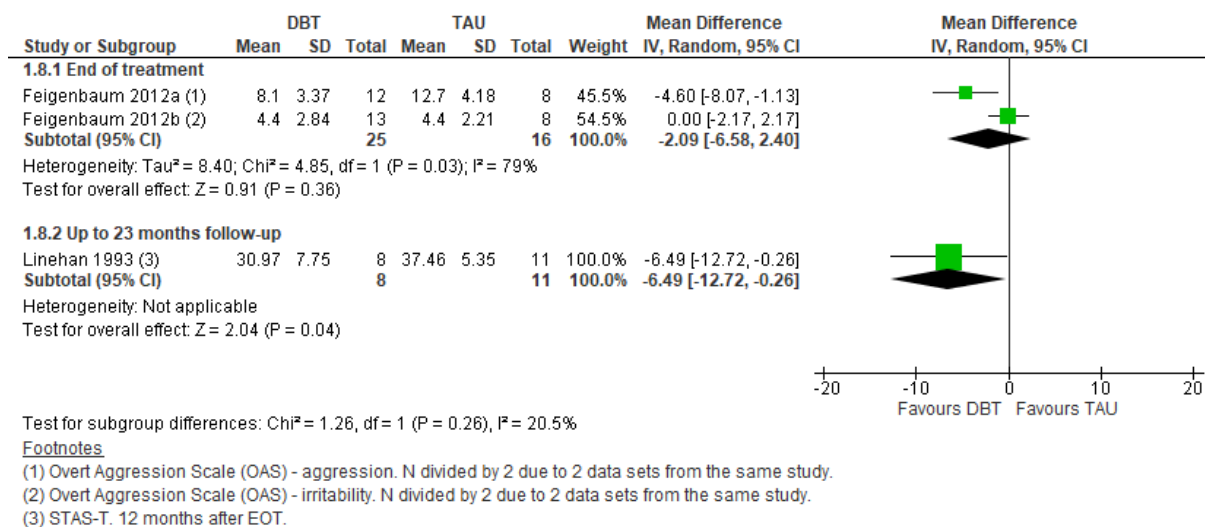 DBT TAU Mean Difference Mean Difference
Study or Subgroup Mean SD Total Mean SD Total Weight IV, Random, 95% CI IV, Random, 95% CI
1.8.1 End of treatment
Feigenbaum 2012a (1) 8.1 3.37 12 12.7 4.18 8 45.5% -4.60 [-8.07, -1.13]
Feigenbaum 2012b (2) 4.4 2.84 13 4.4 2.21 8 54.5% 0.00 [-2.17, 2.17]
Subtotal (95% CI) 25 16 100.0% -2.09 [-6.58, 2.40]
Heterogeneity: Tau² = 8.40; Chi² = 4.85, df = 1 (P = 0.03); I² = 79%
Test for overall effect: Z = 0.91 (P = 0.36)
1.8.2 Up to 23 months follow-up
Linehan 1993 (3) 30.97 7.75 8 37.46 5.35 11 100.0% -6.49 [-12.72, -0.26]
Subtotal (95% CI) 8 11 100.0% -6.49 [-12.72, -0.26]
Heterogeneity: Not applicable
Test for overall effect: Z = 2.04 (P = 0.04)
-20 -10 0 10 20
Favours DBT Favours TAU
Test for subgroup differences: Chi² = 1.26, df = 1 (P = 0.26), I² = 20.5%
Footnotes
(1) Overt Aggression Scale (OAS) - aggression. N divided by 2 due to 2 data sets from the same study.
(2) Overt Aggression Scale (OAS) - irritability. N divided by 2 due to 2 data sets from the same study.
(3) STAS-T. 12 months after EOT.